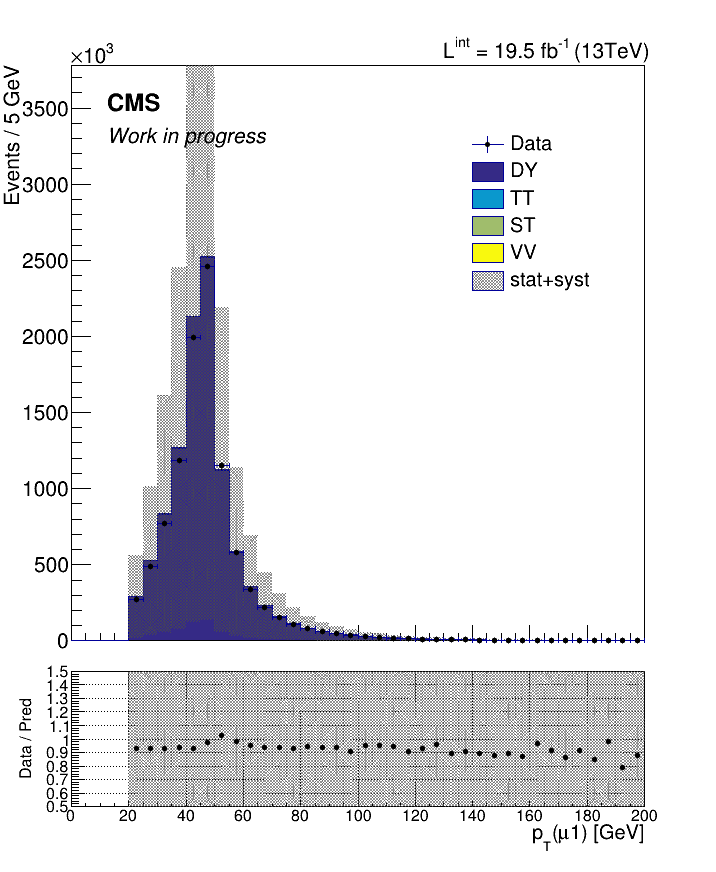 ×10³
L^int = 19.5 fb⁻¹ (13TeV)
Events / 5 GeV
CMS
Work in progress
Data
DY
TT
ST
VV
stat+syst
3500
3000
2500
2000
1500
1000
500
0
Data / Pred
1.5
1.4
1.3
1.2
1.1
1
0.9
0.8
0.7
0.6
0.5
0 20 40 60 80 100 120 140 160 180 200
p_T(μ1) [GeV]